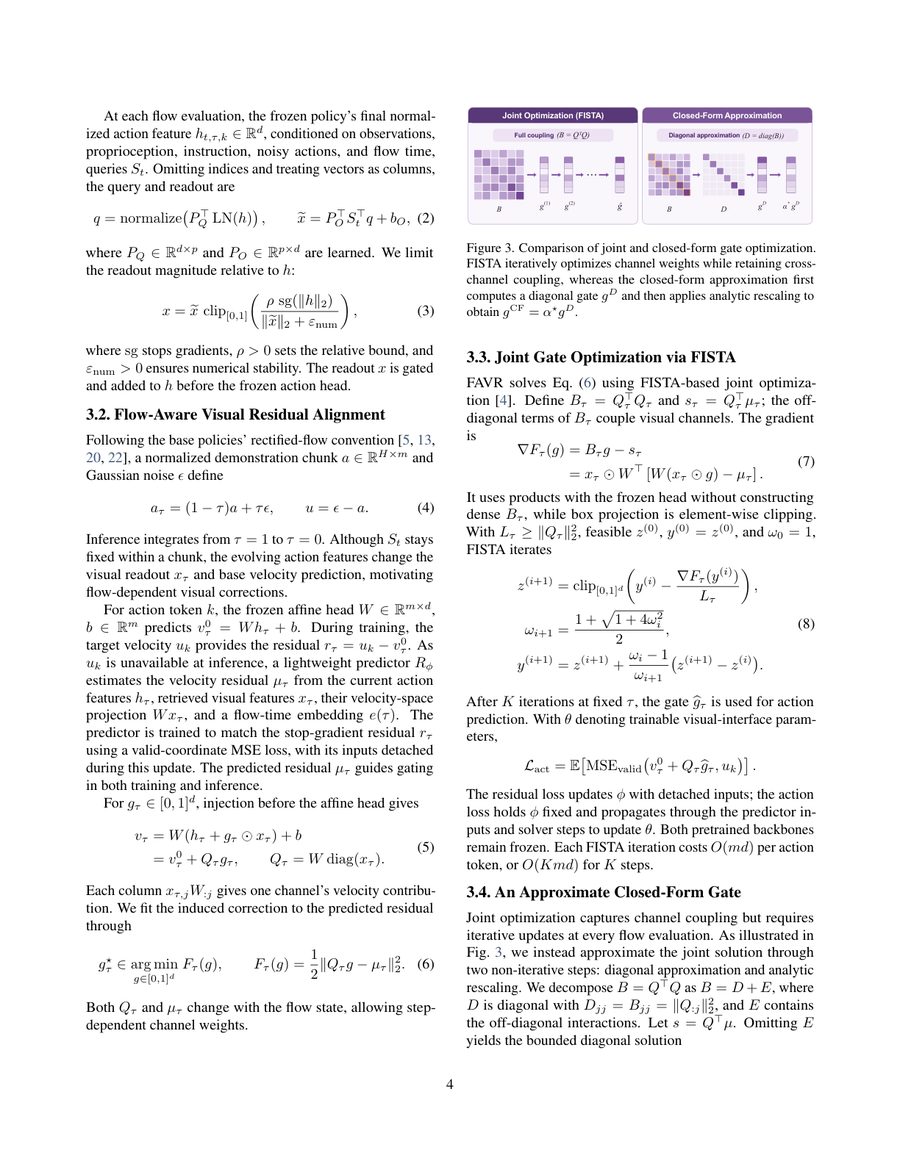 At each flow evaluation, the frozen policy's final normal-
ized action feature h_{t,τ,k} ∈ ℝ^d, conditioned on observations,
proprioception, instruction, noisy actions, and flow time,
queries S_t. Omitting indices and treating vectors as columns,
the query and readout are
q = normalize(P_Q^⊤ LN(h)), x̃ = P_O^⊤ S_t^⊤ q + b_O, (2)
where P_Q ∈ ℝ^{d×p} and P_O ∈ ℝ^{p×d} are learned. We limit
the readout magnitude relative to h:
x = x̃ clip_{[0,1]}( ρ sg(‖h‖_2) / (‖x̃‖_2 + ε_num) ), (3)
where sg stops gradients, ρ > 0 sets the relative bound, and
ε_num > 0 ensures numerical stability. The readout x is gated
and added to h before the frozen action head.
3.2. Flow-Aware Visual Residual Alignment
Following the base policies' rectified-flow convention [5, 13,
20, 22], a normalized demonstration chunk a ∈ ℝ^{H×m} and
Gaussian noise ϵ define
a_τ = (1 − τ)a + τϵ, u = ϵ − a. (4)
Inference integrates from τ = 1 to τ = 0. Although S_t stays
fixed within a chunk, the evolving action features change the
visual readout x_τ and base velocity prediction, motivating
flow-dependent visual corrections.
For action token k, the frozen affine head W ∈ ℝ^{m×d},
b ∈ ℝ^m predicts v_τ^0 = Wh_τ + b. During training, the
target velocity u_k provides the residual r_τ = u_k − v_τ^0. As
u_k is unavailable at inference, a lightweight predictor R_ϕ
estimates the velocity residual μ_τ from the current action
features h_τ, retrieved visual features x_τ, their velocity-space
projection Wx_τ, and a flow-time embedding e(τ). The
predictor is trained to match the stop-gradient residual r_τ
using a valid-coordinate MSE loss, with its inputs detached
during this update. The predicted residual μ_τ guides gating
in both training and inference.
For g_τ ∈ [0, 1]^d, injection before the affine head gives
v_τ = W(h_τ + g_τ ⊙ x_τ) + b
= v_τ^0 + Q_τ g_τ, Q_τ = W diag(x_τ). (5)
Each column x_{τ,j}W_{:j} gives one channel's velocity contribu-
tion. We fit the induced correction to the predicted residual
through
g_τ^⋆ ∈ arg min_{g∈[0,1]^d} F_τ(g), F_τ(g) = 1/2 ‖Q_τ g − μ_τ‖_2^2. (6)
Both Q_τ and μ_τ change with the flow state, allowing step-
dependent channel weights.
Joint Optimization (FISTA)
Full coupling (B = Q^T Q)
B g^(1) g^(2) ĝ
Closed-Form Approximation
Diagonal approximation (D = diag(B))
B D g^D α^* g^D
Figure 3. Comparison of joint and closed-form gate optimization.
FISTA iteratively optimizes channel weights while retaining cross-
channel coupling, whereas the closed-form approximation first
computes a diagonal gate g^D and then applies analytic rescaling to
obtain g^CF = α^⋆ g^D.
3.3. Joint Gate Optimization via FISTA
FAVR solves Eq. (6) using FISTA-based joint optimiza-
tion [4]. Define B_τ = Q_τ^⊤ Q_τ and s_τ = Q_τ^⊤ μ_τ; the off-
diagonal terms of B_τ couple visual channels. The gradient
is
∇F_τ(g) = B_τ g − s_τ
= x_τ ⊙ W^⊤ [W(x_τ ⊙ g) − μ_τ] . (7)
It uses products with the frozen head without constructing
dense B_τ, while box projection is element-wise clipping.
With L_τ ≥ ‖Q_τ‖_2^2, feasible z^(0), y^(0) = z^(0), and ω_0 = 1,
FISTA iterates
z^(i+1) = clip_{[0,1]^d}( y^(i) − ∇F_τ(y^(i)) / L_τ ),
ω_{i+1} = (1 + √(1 + 4ω_i^2)) / 2, (8)
y^(i+1) = z^(i+1) + (ω_i − 1)/ω_{i+1} (z^(i+1) − z^(i)).
After K iterations at fixed τ, the gate ĝ_τ is used for action
prediction. With θ denoting trainable visual-interface param-
eters,
ℒ_act = 𝔼[MSE_valid(v_τ^0 + Q_τ ĝ_τ, u_k)] .
The residual loss updates ϕ with detached inputs; the action
loss holds ϕ fixed and propagates through the predictor in-
puts and solver steps to update θ. Both pretrained backbones
remain frozen. Each FISTA iteration costs O(md) per action
token, or O(Kmd) for K steps.
3.4. An Approximate Closed-Form Gate
Joint optimization captures channel coupling but requires
iterative updates at every flow evaluation. As illustrated in
Fig. 3, we instead approximate the joint solution through
two non-iterative steps: diagonal approximation and analytic
rescaling. We decompose B = Q^⊤Q as B = D + E, where
D is diagonal with D_jj = B_jj = ‖Q_{:j}‖_2^2, and E contains
the off-diagonal interactions. Let s = Q^⊤μ. Omitting E
yields the bounded diagonal solution
4